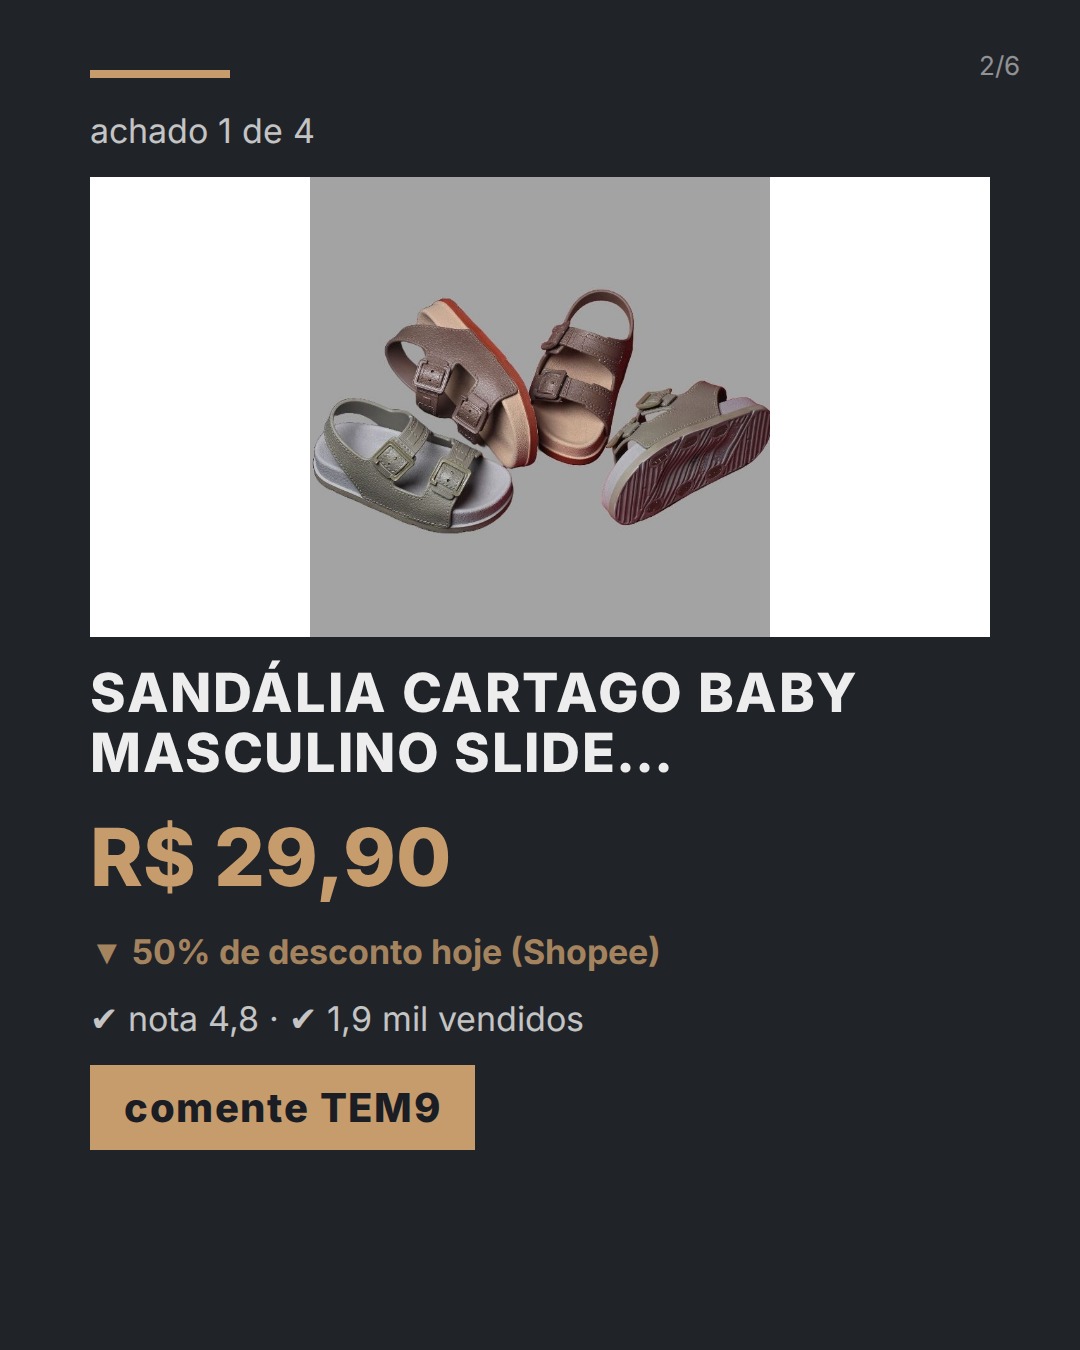 2/6
achado 1 de 4
SANDÁLIA CARTAGO BABY
MASCULINO SLIDE...
R$ 29,90
▼ 50% de desconto hoje (Shopee)
✔ nota 4,8 · ✔ 1,9 mil vendidos
comente TEM9